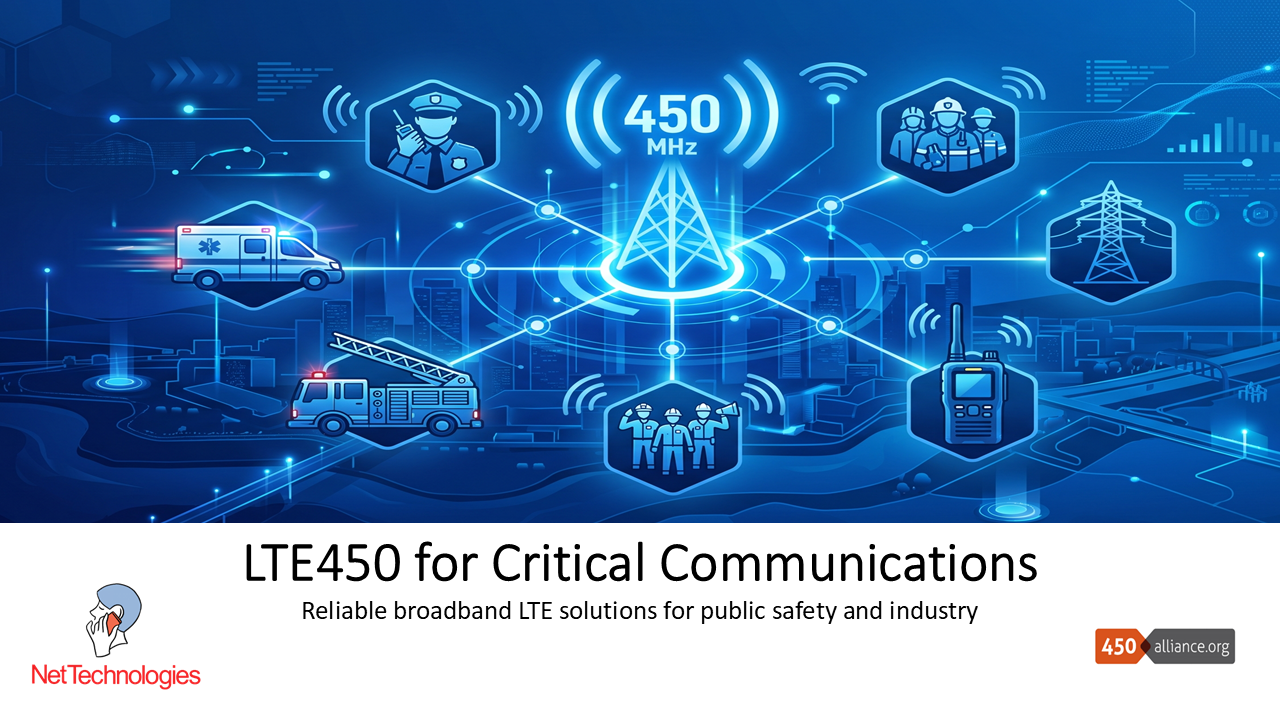 450
MHz
LTE450 for Critical Communications
Reliable broadband LTE solutions for public safety and industry
NetTechnologies
450 alliance.org